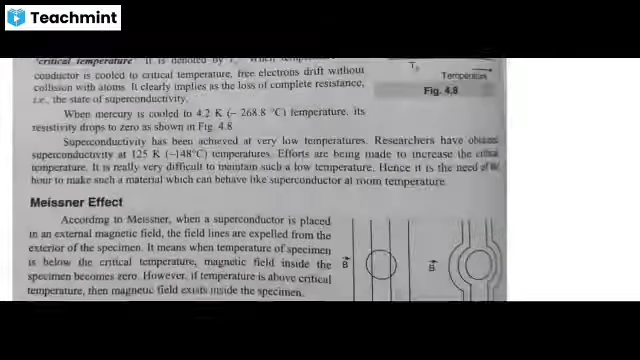 Teachmint
"critical temperature" It is denoted by T
conductor is cooled to critical temperature, free electrons drift without
collision with atoms. It clearly implies as the loss of complete resistance,
i.e., the state of superconductivity.
When mercury is cooled to 4.2 K (– 268.8 °C) temperature, its
resistivity drops to zero as shown in Fig. 4.8
Tc
Temperature
Fig. 4.8
Superconductivity has been achieved at very low temperatures. Researchers have obtained
superconductivity at 125 K (–148°C) temperatures. Efforts are being made to increase the critical
temperature. It is really very difficult to maintain such a low temperature. Hence it is the need of the
hour to make such a material which can behave like superconductor at room temperature.
Meissner Effect
According to Meissner, when a superconductor is placed
in an external magnetic field, the field lines are expelled from the
exterior of the specimen. It means when temperature of specimen
is below the critical temperature, magnetic field inside the
specimen becomes zero. However, if temperature is above critical
temperature, then magnetic field exists inside the specimen.
B
B